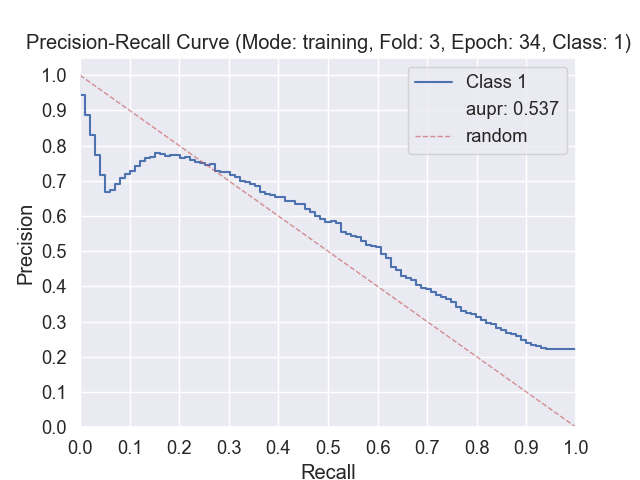 Precision-Recall Curve (Mode: training, Fold: 3, Epoch: 34, Class: 1)
Class 1
aupr: 0.537
random
1.0
0.9
0.8
0.7
0.6
0.5
0.4
0.3
0.2
0.1
0.0
Precision
0.0 0.1 0.2 0.3 0.4 0.5 0.6 0.7 0.8 0.9 1.0
Recall